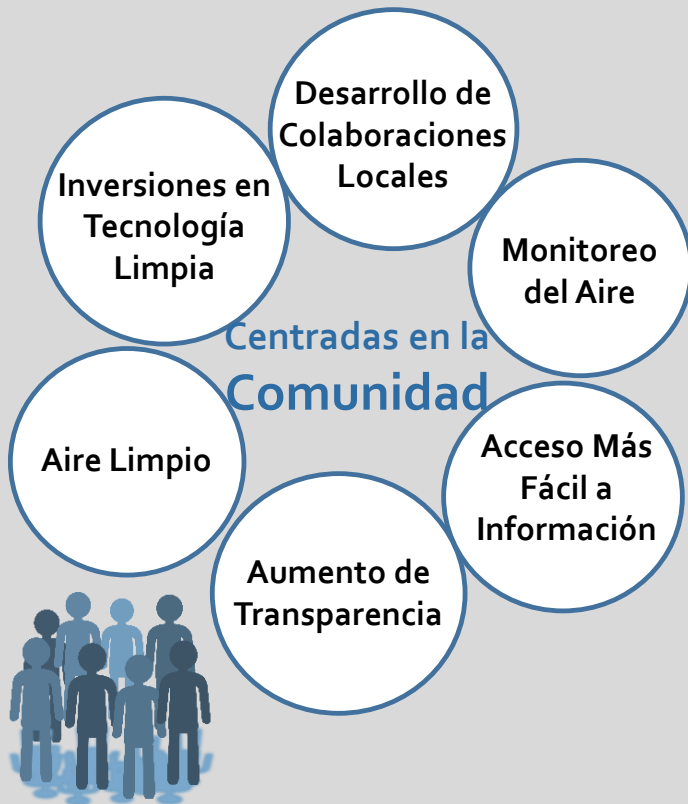 Desarrollo de
Colaboraciones
Locales
Inversiones en
Tecnología
Limpia
Monitoreo
del Aire
Centradas en la
Comunidad
Aire Limpio
Acceso Más
Fácil a
Información
Aumento de
Transparencia